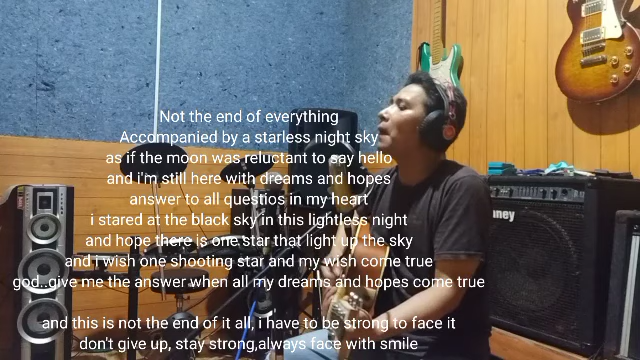 Not the end of everything
Accompanied by a starless night sky
as if the moon was reluctant to say hello
and i'm still here with dreams and hopes
answer to all questios in my heart
i stared at the black sky in this lightless night
and hope there is one star that light up the sky
and i wish one shooting star and my wish come true
god..give me the answer when all my dreams and hopes come true
and this is not the end of it all, i have to be strong to face it
don't give up, stay strong,always face with smile